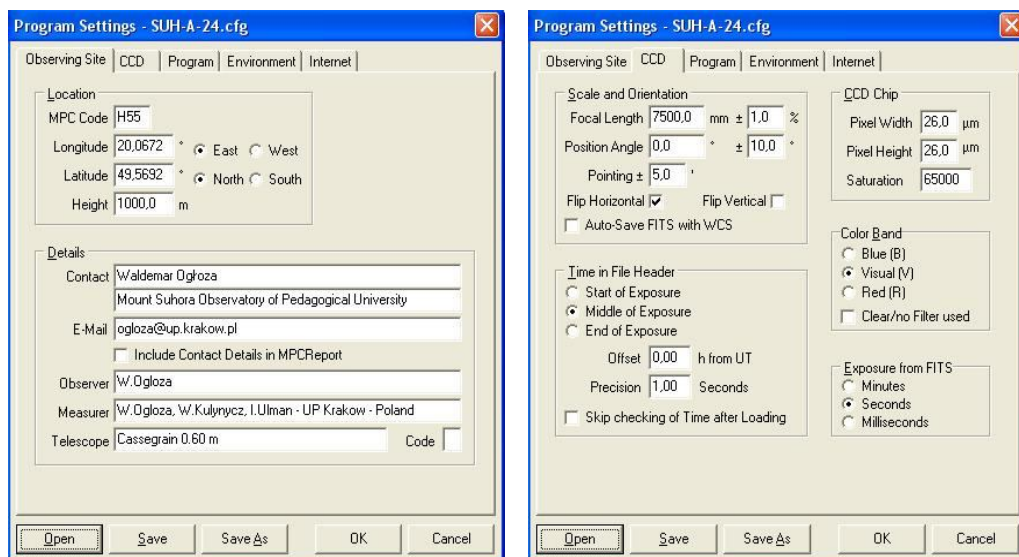 Program Settings - SUH-A-24.cfg
Observing Site CCD Program Environment Internet
Location
MPC Code H55
Longitude 20,0672 ° East West
Latitude 49,5692 ° North South
Height 1000,0 m
Details
Contact Waldemar Ogłoza
Mount Suhora Observatory of Pedagogical University
E-Mail ogloza@up.krakow.pl
Include Contact Details in MPCReport
Observer W.Ogloza
Measurer W.Ogloza, W.Kulynycz, I.Ulman - UP Krakow - Poland
Telescope Cassegrain 0.60 m Code
Open Save Save As OK Cancel
Program Settings - SUH-A-24.cfg
Observing Site CCD Program Environment Internet
Scale and Orientation
Focal Length 7500,0 mm ± 1,0 %
Position Angle 0,0 ° ± 10,0 °
Pointing ± 5,0 '
Flip Horizontal Flip Vertical
Auto-Save FITS with WCS
Time in File Header
Start of Exposure
Middle of Exposure
End of Exposure
Offset 0,00 h from UT
Precision 1,00 Seconds
Skip checking of Time after Loading
CCD Chip
Pixel Width 26,0 µm
Pixel Height 26,0 µm
Saturation 65000
Color Band
Blue (B)
Visual (V)
Red (R)
Clear/no Filter used
Exposure from FITS
Minutes
Seconds
Milliseconds
Open Save Save As OK Cancel